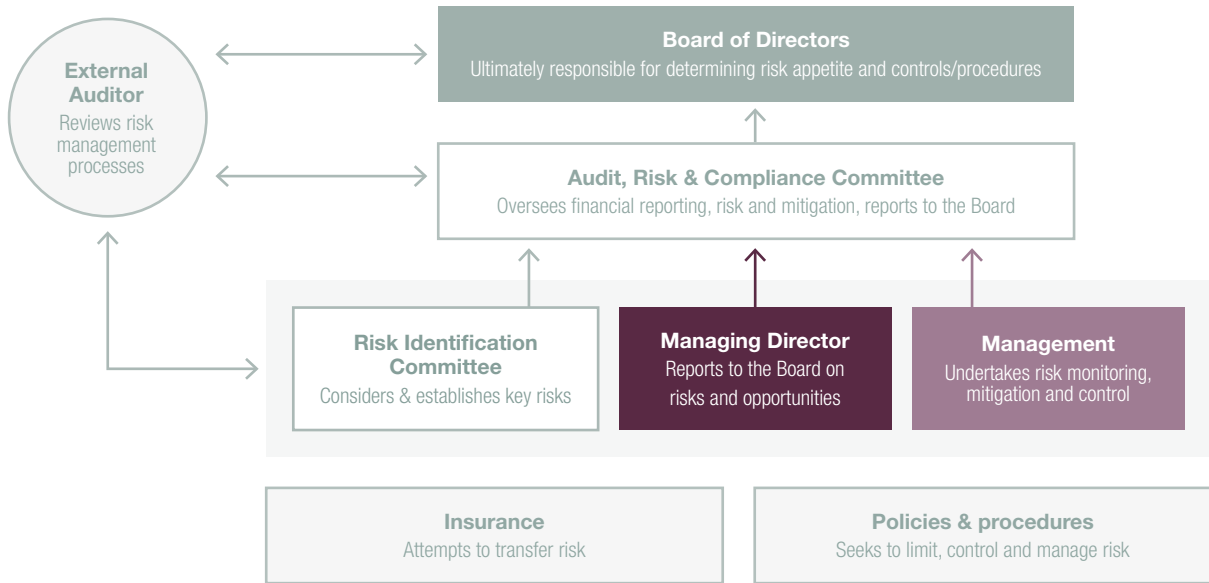 External
Auditor
Reviews risk
management
processes
Board of Directors
Ultimately responsible for determining risk appetite and controls/procedures
Audit, Risk & Compliance Committee
Oversees financial reporting, risk and mitigation, reports to the Board
Risk Identification
Committee
Considers & establishes key risks
Managing Director
Reports to the Board on
risks and opportunities
Management
Undertakes risk monitoring,
mitigation and control
Insurance
Attempts to transfer risk
Policies & procedures
Seeks to limit, control and manage risk